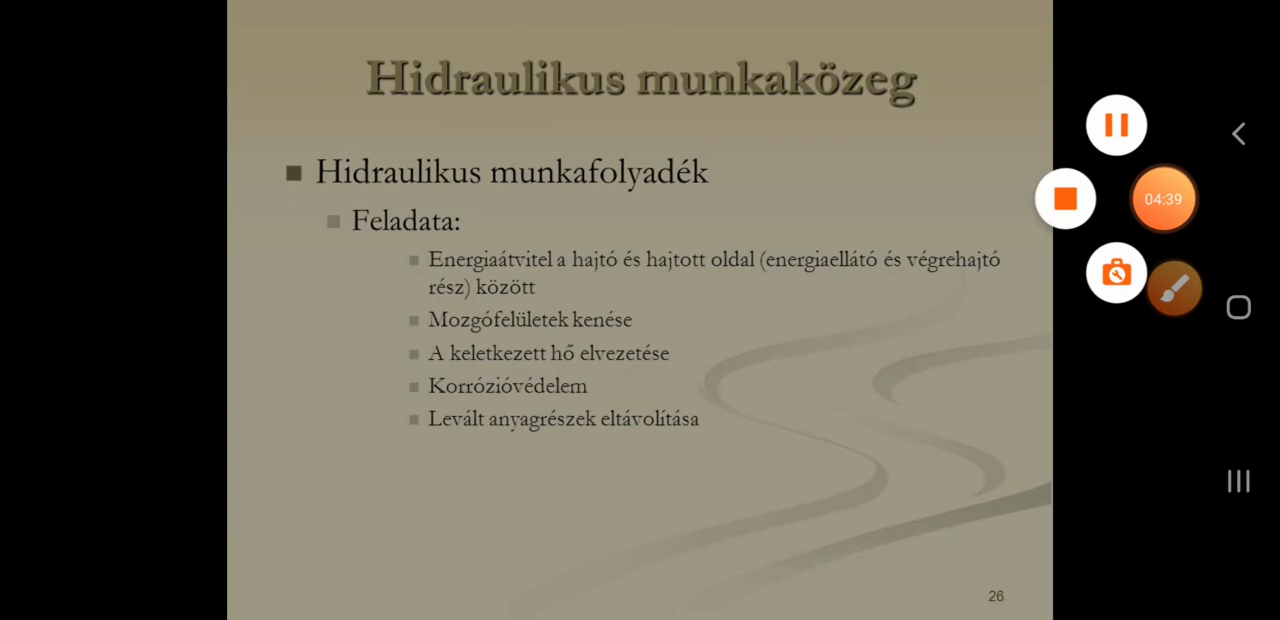 Hidraulikus munkaközeg
Hidraulikus munkafolyadék
Feladata:
Energiaátvitel a hajtó és hajtott oldal (energiaellátó és végrehajtó
rész) között
Mozgófelületek kenése
A keletkezett hő elvezetése
Korrózióvédelem
Levált anyagrészek eltávolítása
26
04:39